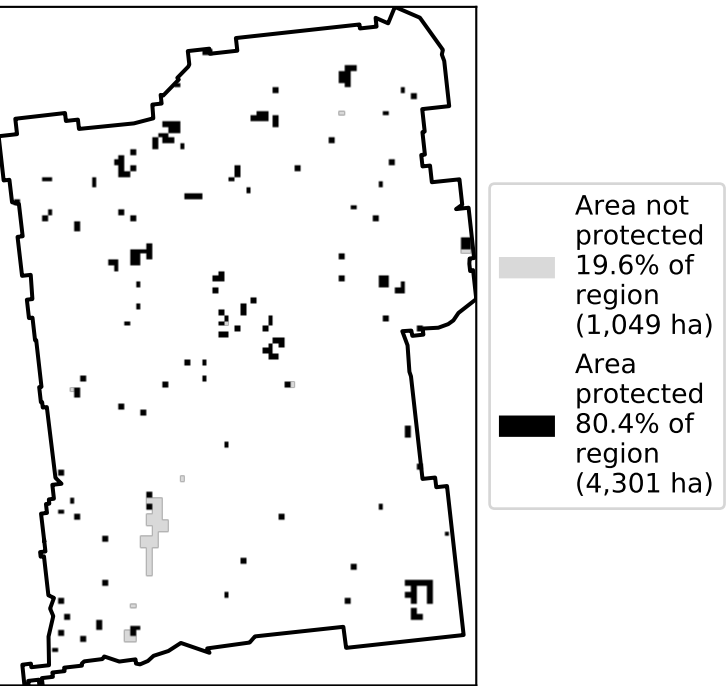 Area not
protected
19.6% of
region
(1,049 ha)
Area
protected
80.4% of
region
(4,301 ha)